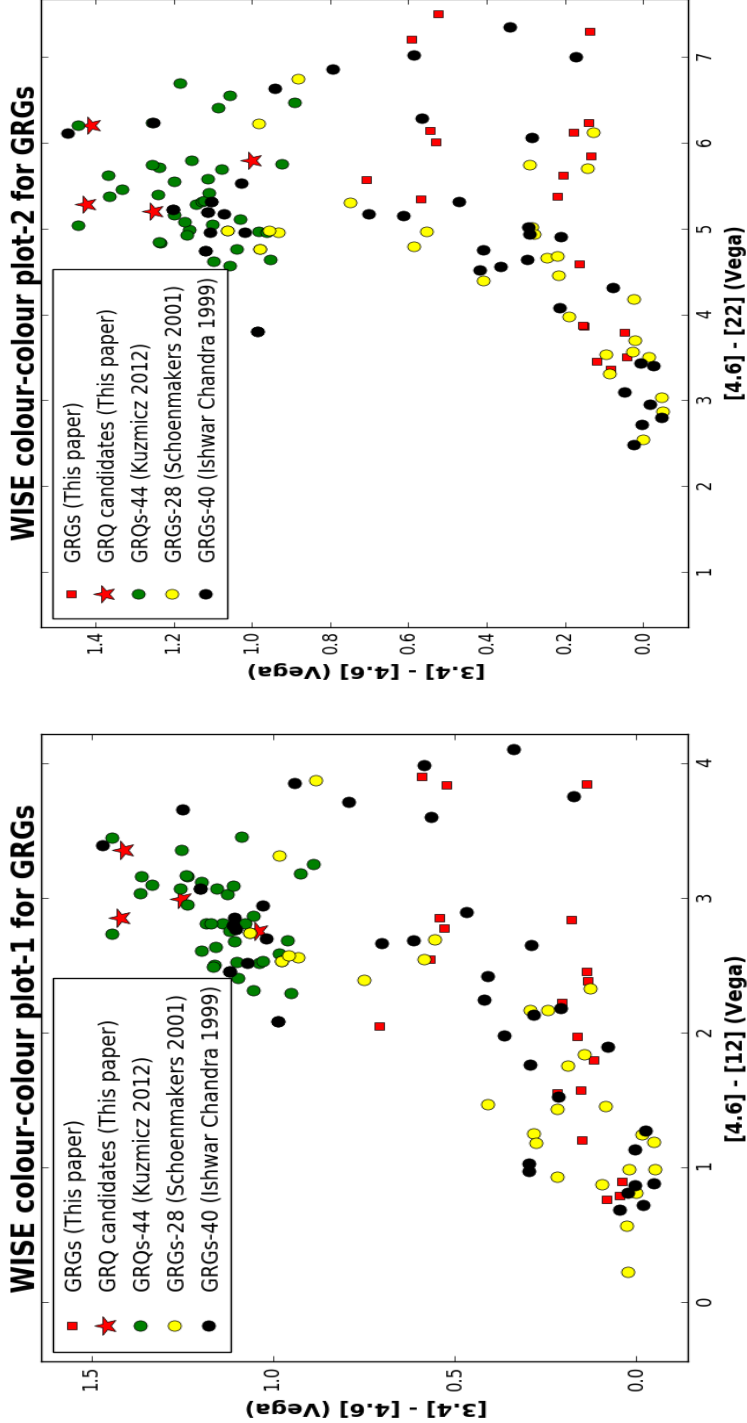 WISE colour-colour plot-1 for GRGs
GRGs (This paper)
GRQ candidates (This paper)
GRQs-44 (Kuzmicz 2012)
GRGs-28 (Schoenmakers 2001)
GRGs-40 (Ishwar Chandra 1999)
[3.4] - [4.6] (Vega)
1.5
1.0
0.5
0.0
0
1
2
3
4
[4.6] - [12] (Vega)
WISE colour-colour plot-2 for GRGs
GRGs (This paper)
GRQ candidates (This paper)
GRQs-44 (Kuzmicz 2012)
GRGs-28 (Schoenmakers 2001)
GRGs-40 (Ishwar Chandra 1999)
[3.4] - [4.6] (Vega)
1.4
1.2
1.0
0.8
0.6
0.4
0.2
0.0
1
2
3
4
5
6
7
[4.6] - [22] (Vega)